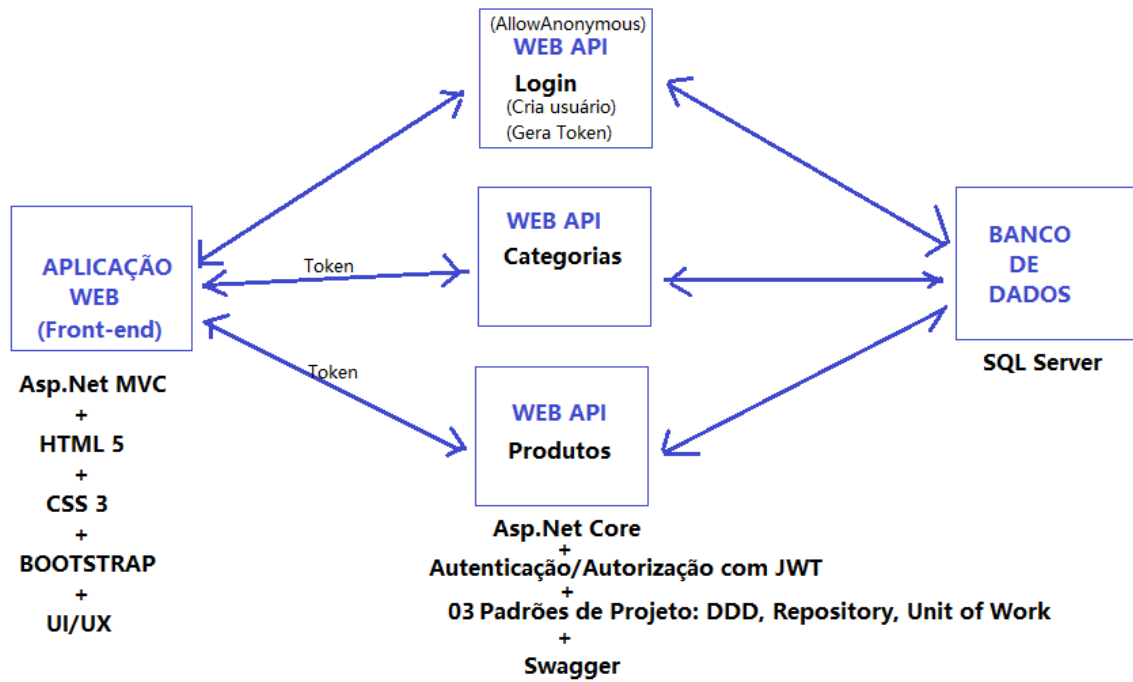 (AllowAnonymous)
WEB API
Login
(Cria usuário)
(Gera Token)
APLICAÇÃO
WEB
(Front-end)
Asp.Net MVC
+
HTML 5
+
CSS 3
+
BOOTSTRAP
+
UI/UX
Token
Token
WEB API
Categorias
WEB API
Produtos
Asp.Net Core
+
Autenticação/Autorização com JWT
+
03 Padrões de Projeto: DDD, Repository, Unit of Work
+
Swagger
BANCO
DE
DADOS
SQL Server